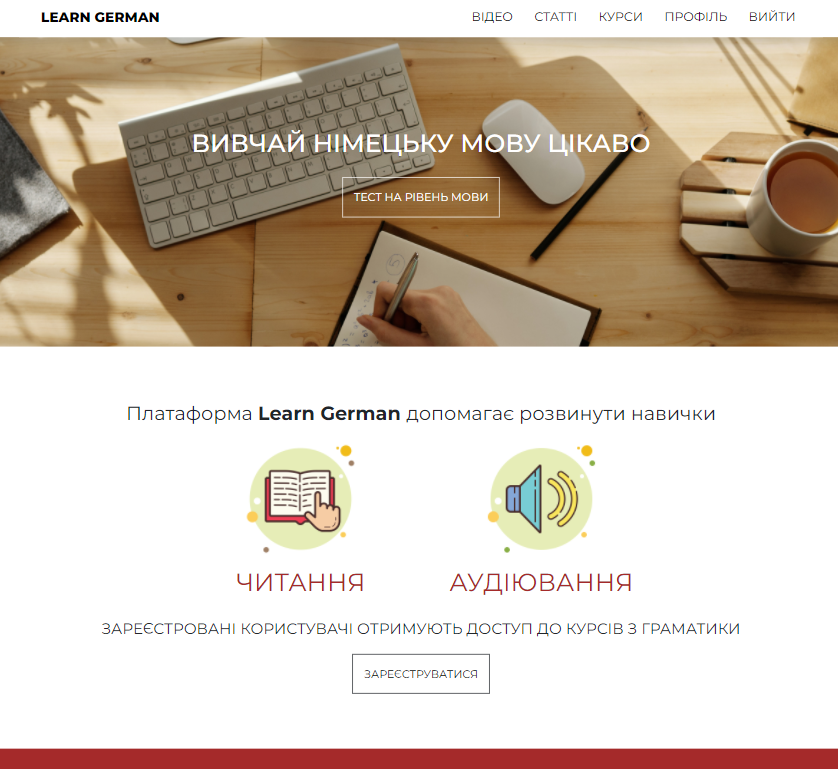 LEARN GERMAN ВІДЕО СТАТТІ КУРСИ ПРОФІЛЬ ВИЙТИ
ВИВЧАЙ НІМЕЦЬКУ МОВУ ЦІКАВО
ТЕСТ НА РІВЕНЬ МОВИ
Платаформа Learn German допомагає розвинути навички
ЧИТАННЯ АУДІЮВАННЯ
ЗАРЕЄСТРОВАНІ КОРИСТУВАЧІ ОТРИМУЮТЬ ДОСТУП ДО КУРСІВ З ГРАМАТИКИ
ЗАРЕЄСТРУВАТИСЯ